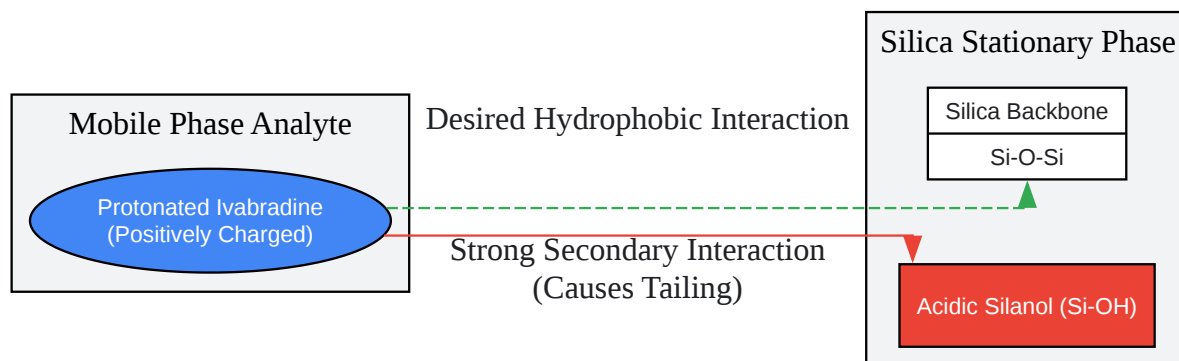 Silica Stationary Phase
Mobile Phase Analyte
Desired Hydrophobic Interaction
Silica Backbone
Si-O-Si
Protonated Ivabradine
(Positively Charged)
Strong Secondary Interaction
(Causes Tailing)
Acidic Silanol (Si-OH)